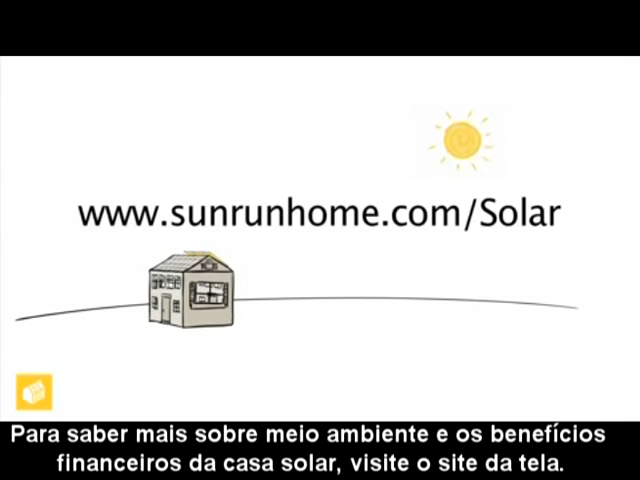 www.sunrunhome.com/Solar
Para saber mais sobre meio ambiente e os benefícios
financeiros da casa solar, visite o site da tela.